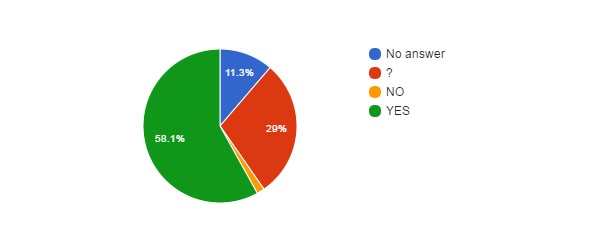 No answer
?
NO
YES
11.3%
29%
58.1%